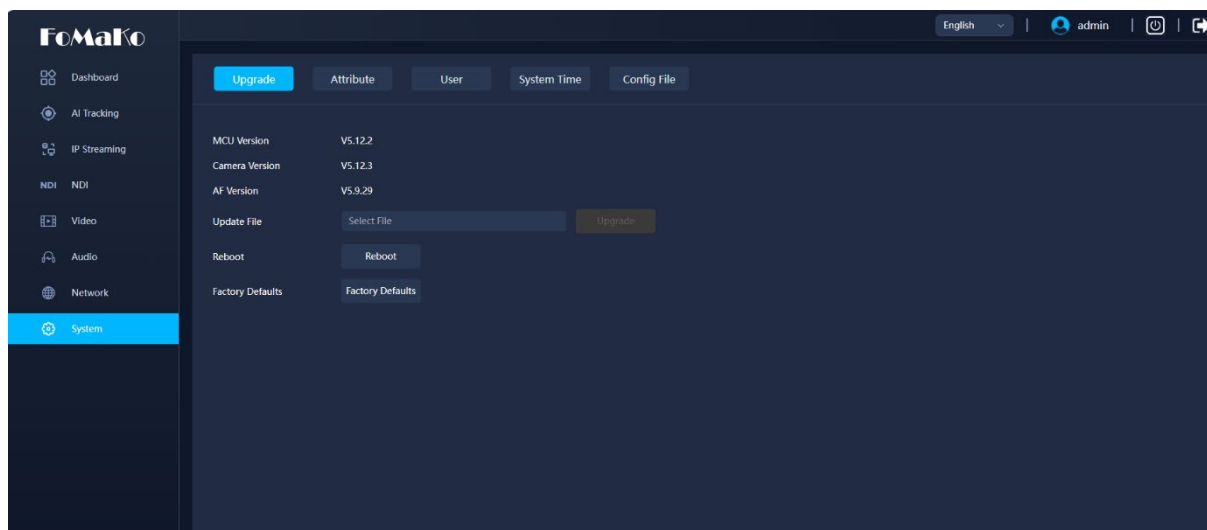 FoMaKo
English
admin
Dashboard
AI Tracking
IP Streaming
NDI NDI
Video
Audio
Network
System
Upgrade Attribute User System Time Config File
MCU Version V5.12.2
Camera Version V5.12.3
AF Version V5.9.29
Update File Select File Upgrade
Reboot Reboot
Factory Defaults Factory Defaults